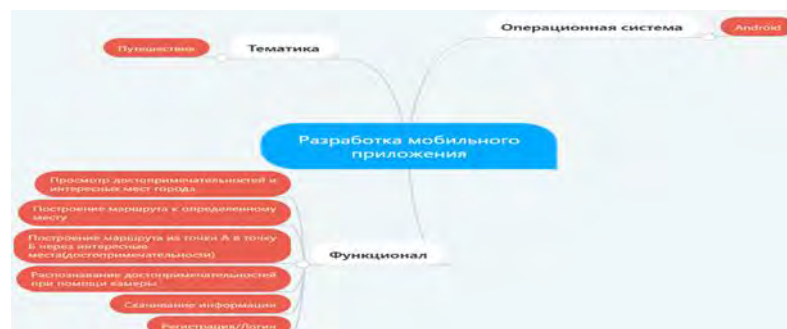 Операционная система
Android
Путешествие
Тематика
Разработка мобильного
приложения
Просмотр достопримечательностей и
интересных мест города
Построение маршрута к определенному
месту
Построение маршрута из точки А в точку
Б через интересные
места(достопримечательности)
Распознавание достопримечательностей
при помощи камеры
Скачивание информации
Регистрация/Логин
Функционал